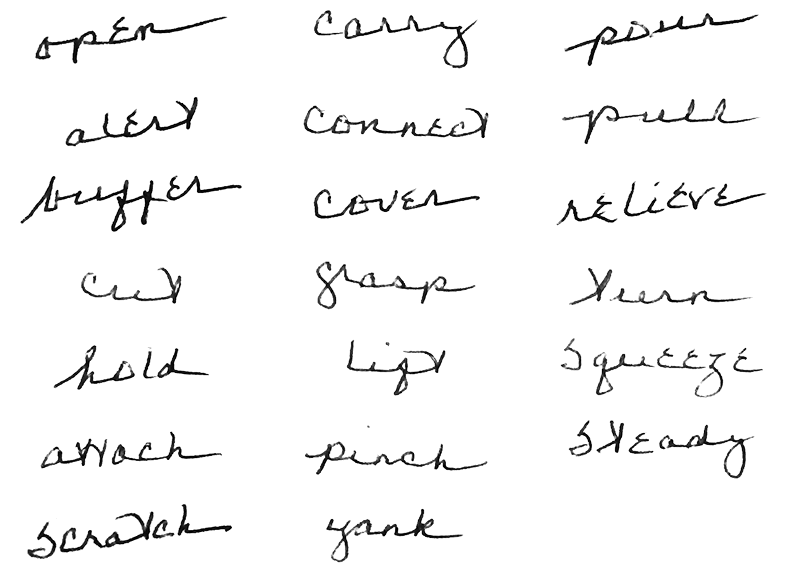 open carry pour
alert connect pull
buffer cover relieve
cut grasp turn
hold lift squeeze
attach pinch steady
scratch yank